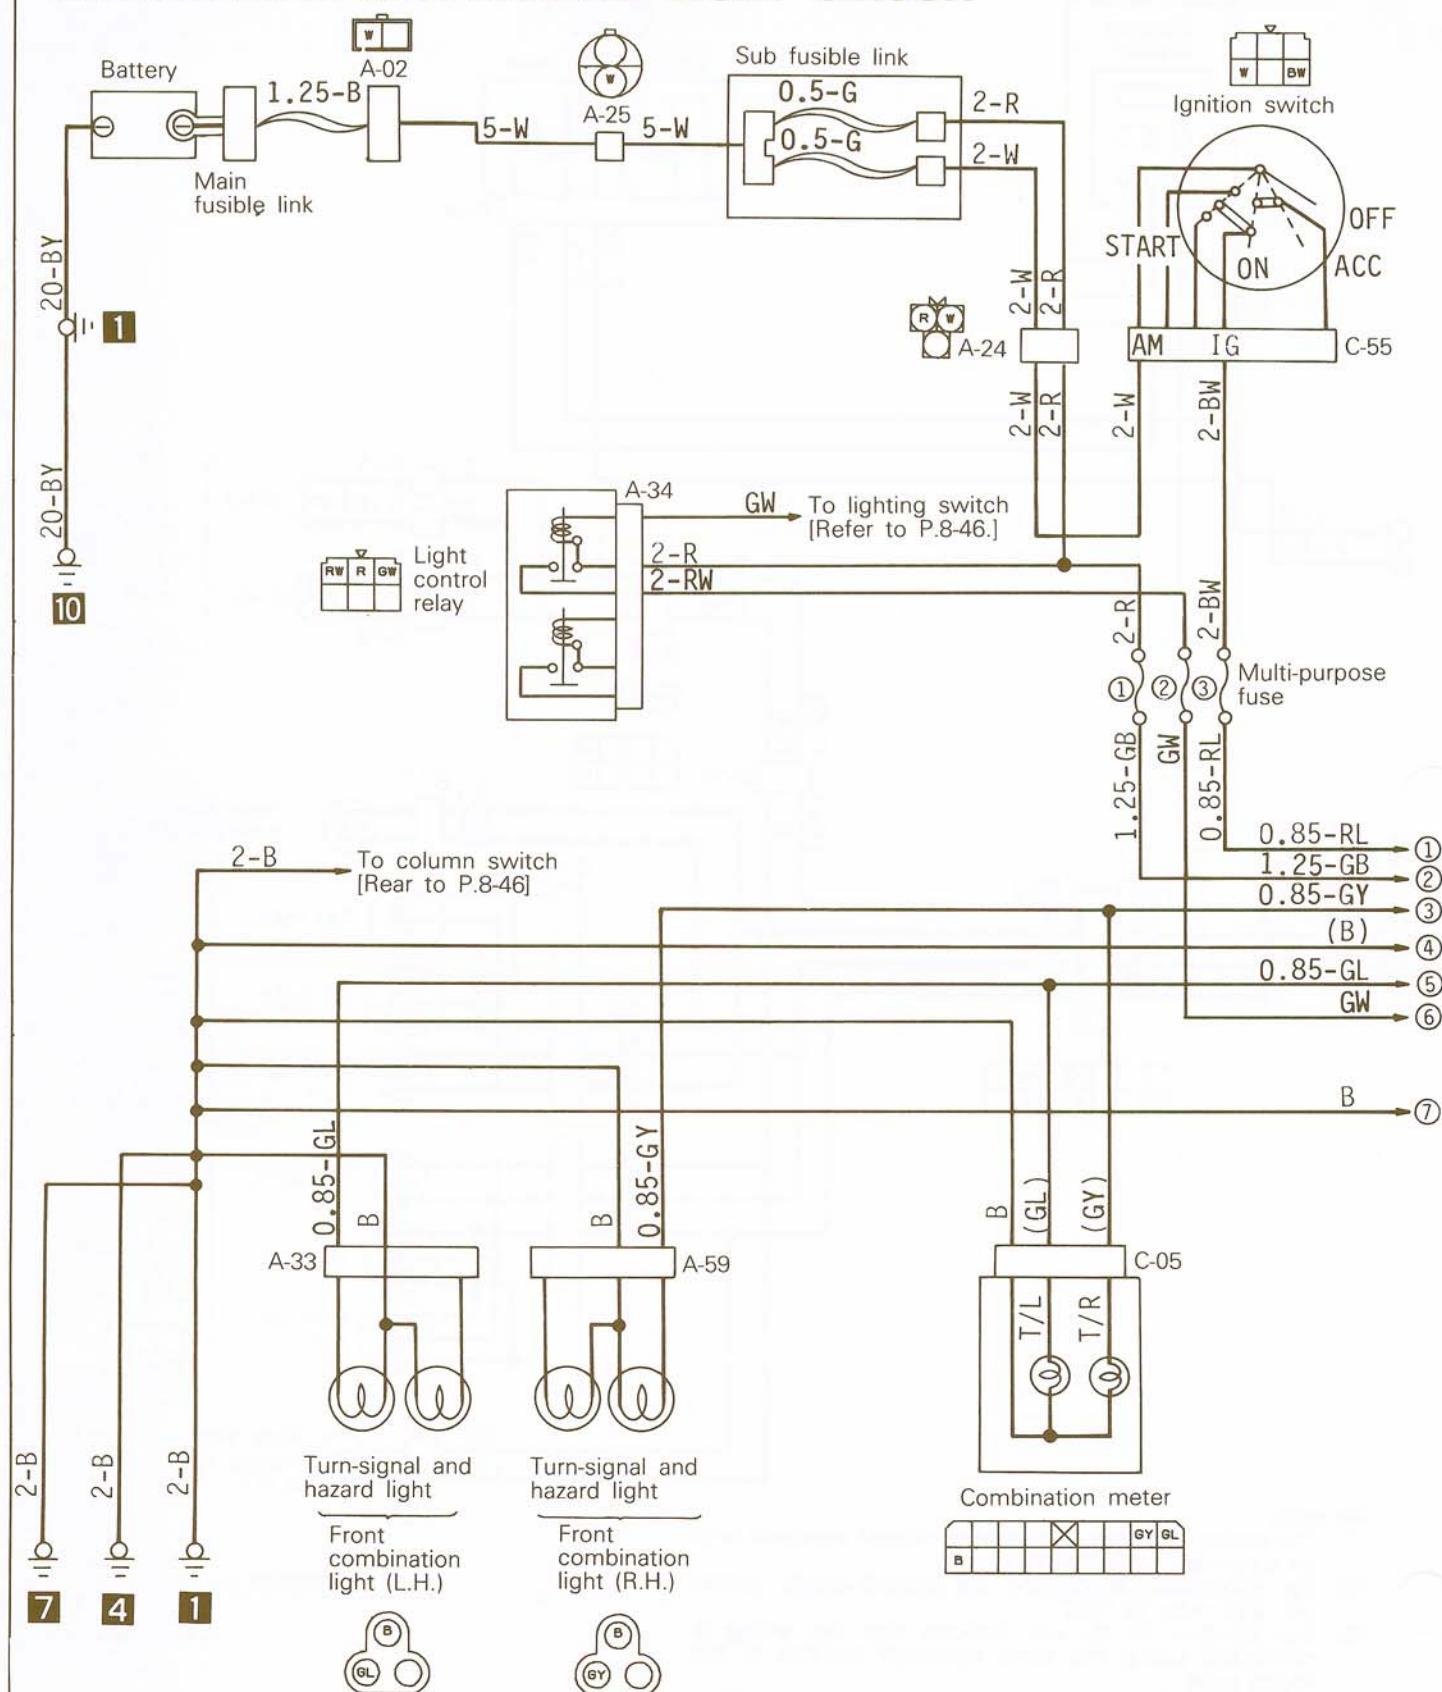 W
A-02
Battery
1.25-B
W
A-25
Sub fusible link
0.5-G
0.5-G
2-R
2-W
W
BW
Ignition switch
5-W
5-W
Main
fusible link
OFF
START
ON
ACC
20-BY
1
2-W
2-R
R
W
A-24
AM
IG
C-55
2-W
2-R
2-W
2-BW
20-BY
10
A-34
GW
To lighting switch
[Refer to P.8-46.]
RW
R
GW
Light
control
relay
2-R
2-RW
2-R
2-BW
①
②
③
Multi-purpose
fuse
1.25-GB
GW
0.85-RL
2-B
To column switch
[Rear to P.8-46]
0.85-RL
①
1.25-GB
②
0.85-GY
③
(B)
④
0.85-GL
⑤
GW
⑥
B
⑦
0.85-GL
B
B
0.85-GY
B
(GL)
(GY)
A-33
A-59
C-05
T/L
T/R
2-B
2-B
2-B
Turn-signal and
hazard light
Turn-signal and
hazard light
Combination meter
Front
combination
light (L.H.)
Front
combination
light (R.H.)
GY
GL
B
7
4
1
B
GL
B
GY